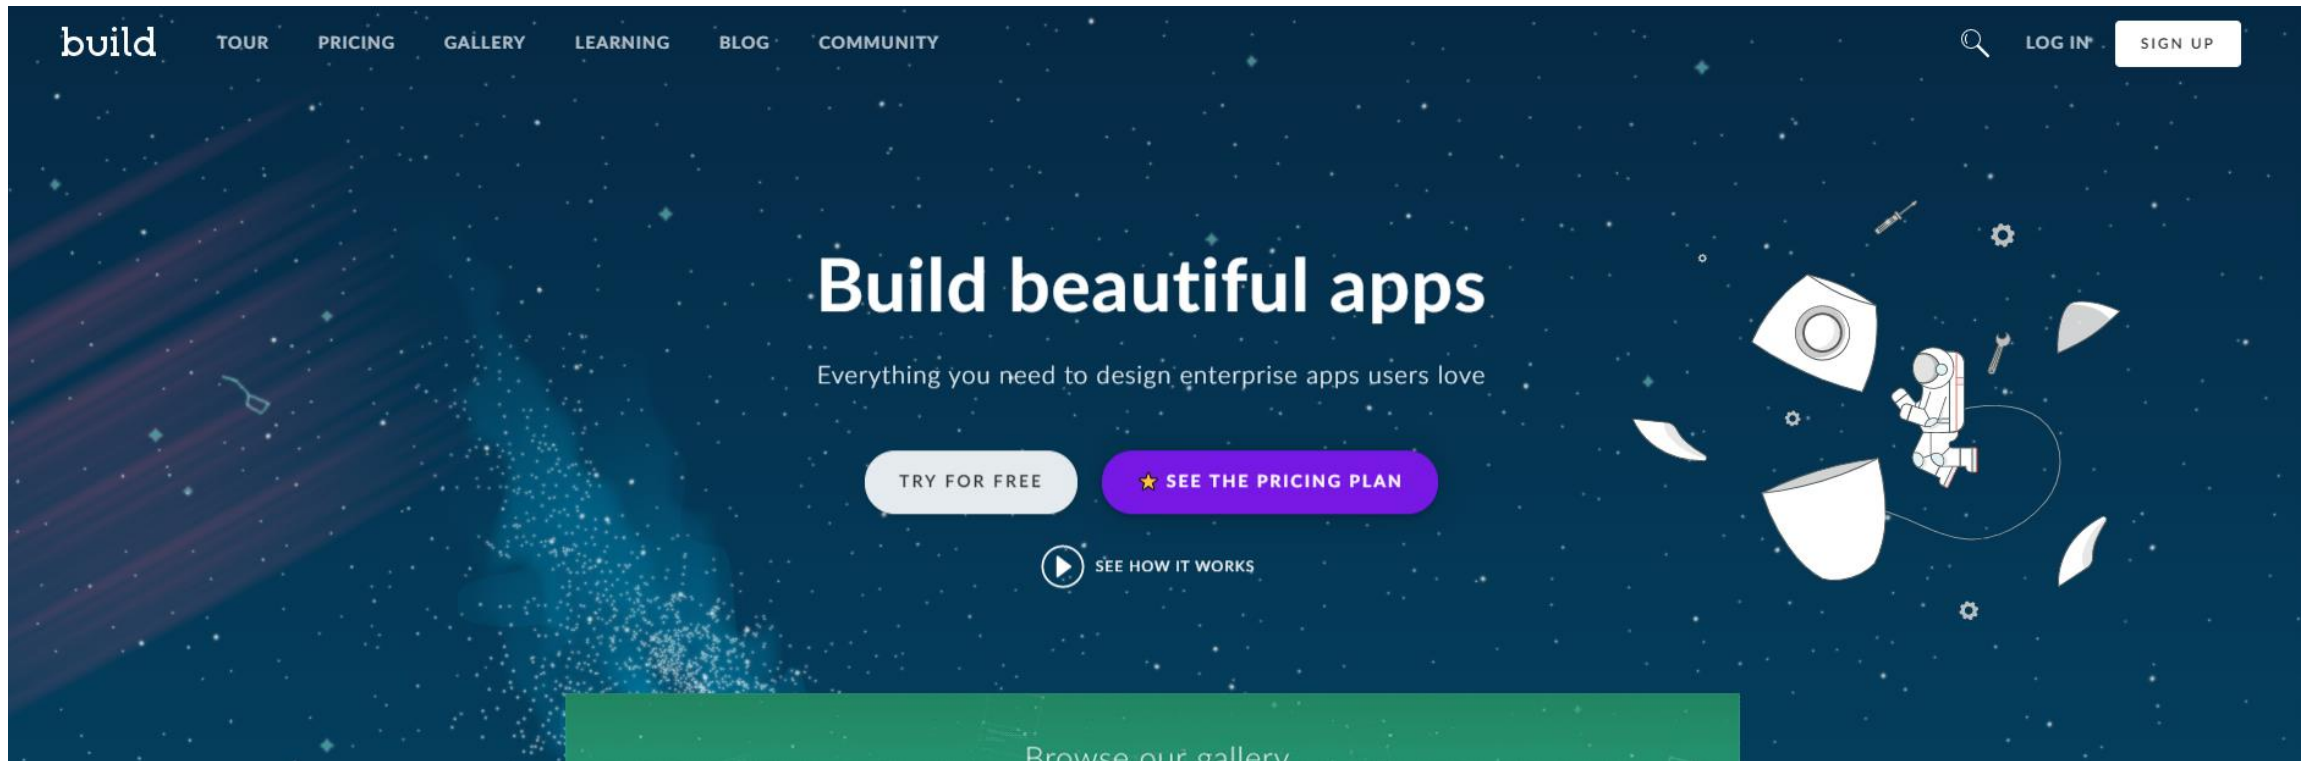 build TOUR PRICING GALLERY LEARNING BLOG COMMUNITY LOG IN SIGN UP
Build beautiful apps
Everything you need to design enterprise apps users love
TRY FOR FREE SEE THE PRICING PLAN
SEE HOW IT WORKS
Browse our gallery